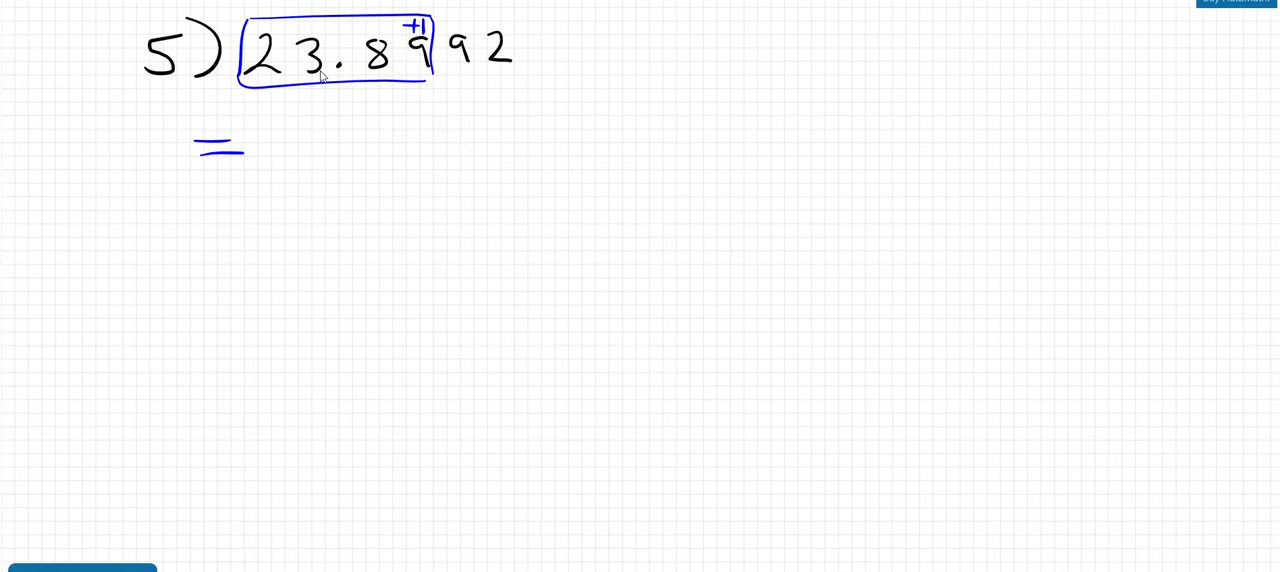 +1
5) 23.8992
=